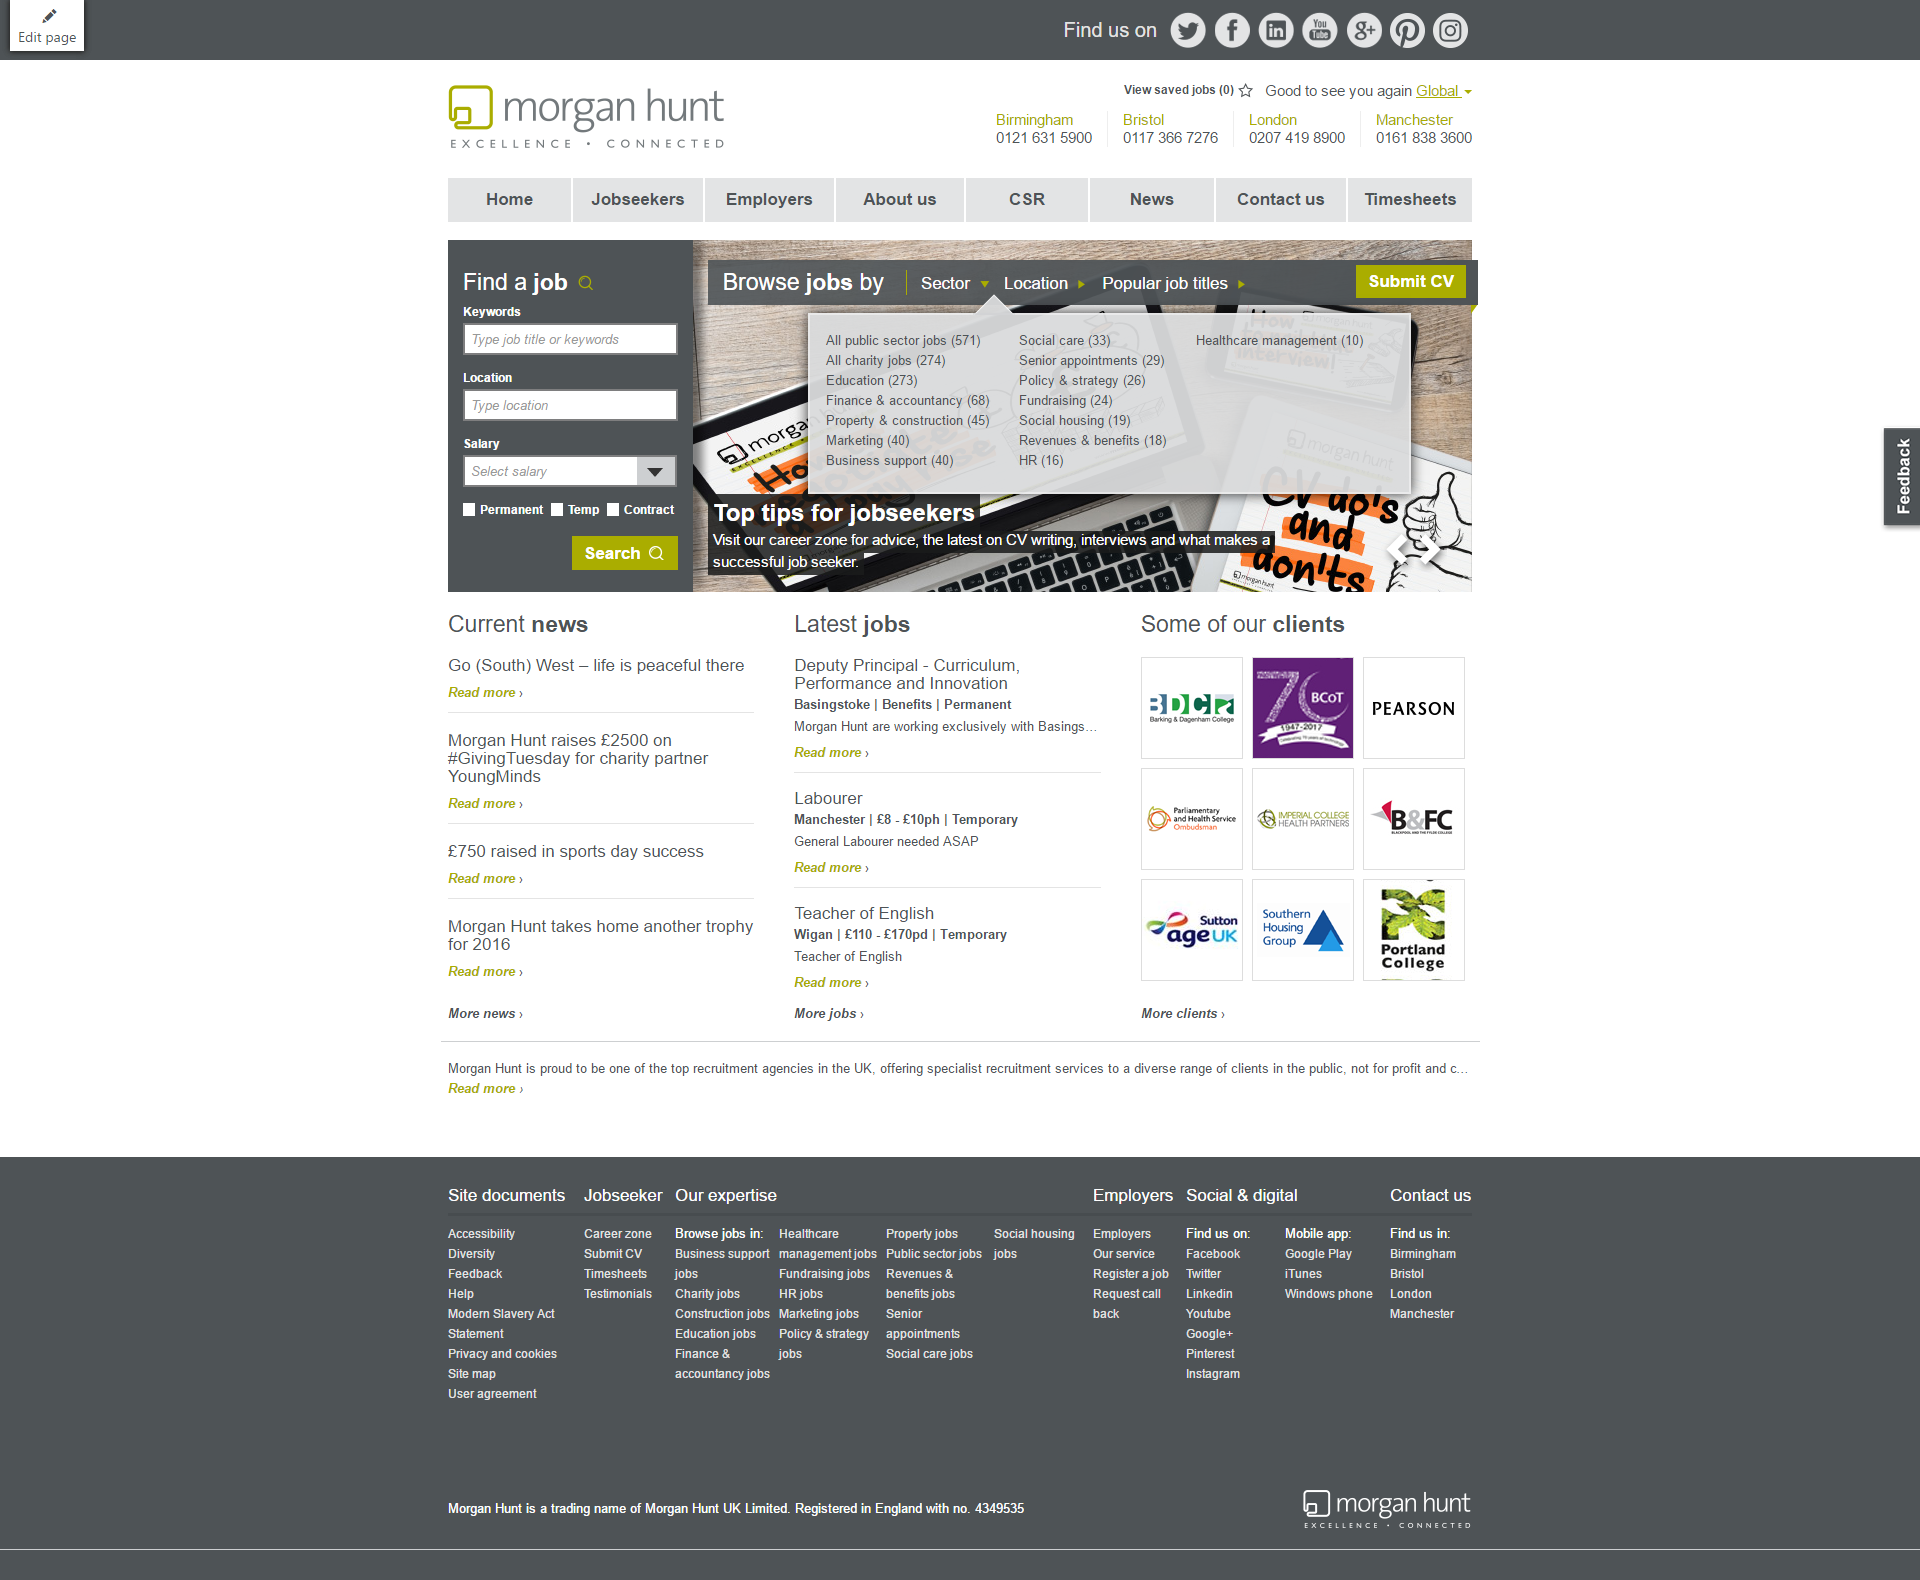 Edit page
Find us on
morgan hunt
EXCELLENCE • CONNECTED
View saved jobs (0)
Good to see you again Global
Birmingham
0121 631 5900
Bristol
0117 366 7276
London
0207 419 8900
Manchester
0161 838 3600
Home
Jobseekers
Employers
About us
CSR
News
Contact us
Timesheets
Find a job
Keywords
Type job title or keywords
Location
Type location
Salary
Select salary
Permanent
Temp
Contract
Search
Browse jobs by
Sector
Location
Popular job titles
Submit CV
All public sector jobs (571)
All charity jobs (274)
Education (273)
Finance & accountancy (68)
Property & construction (45)
Marketing (40)
Business support (40)
Social care (33)
Senior appointments (29)
Policy & strategy (26)
Fundraising (24)
Social housing (19)
Revenues & benefits (18)
HR (16)
Healthcare management (10)
CV do's
and
don'ts
morgan hunt
Top tips for jobseekers
Visit our career zone for advice, the latest on CV writing, interviews and what makes a
successful job seeker.
Feedback
Current news
Go (South) West – life is peaceful there
Read more ›
Morgan Hunt raises £2500 on
#GivingTuesday for charity partner
YoungMinds
Read more ›
£750 raised in sports day success
Read more ›
Morgan Hunt takes home another trophy
for 2016
Read more ›
More news ›
Latest jobs
Deputy Principal - Curriculum,
Performance and Innovation
Basingstoke | Benefits | Permanent
Morgan Hunt are working exclusively with Basings...
Read more ›
Labourer
Manchester | £8 - £10ph | Temporary
General Labourer needed ASAP
Read more ›
Teacher of English
Wigan | £110 - £170pd | Temporary
Teacher of English
Read more ›
More jobs ›
Some of our clients
BDC
Barking & Dagenham College
70 BCoT
1947-2017
PEARSON
Parliamentary
and Health Service
Ombudsman
IMPERIAL COLLEGE
HEALTH PARTNERS
B&FC
BLACKPOOL AND THE FYLDE COLLEGE
Sutton
age UK
Southern
Housing
Group
Portland
College
More clients ›
Morgan Hunt is proud to be one of the top recruitment agencies in the UK, offering specialist recruitment services to a diverse range of clients in the public, not for profit and c...
Read more ›
Site documents
Accessibility
Diversity
Feedback
Help
Modern Slavery Act
Statement
Privacy and cookies
Site map
User agreement
Jobseeker
Career zone
Submit CV
Timesheets
Testimonials
Our expertise
Browse jobs in:
Business support
jobs
Charity jobs
Construction jobs
Education jobs
Finance &
accountancy jobs
Healthcare
management jobs
Fundraising jobs
HR jobs
Marketing jobs
Policy & strategy
jobs
Property jobs
Public sector jobs
Revenues &
benefits jobs
Senior
appointments
Social care jobs
Social housing
jobs
Employers
Employers
Our service
Register a job
Request call
back
Social & digital
Find us on:
Facebook
Twitter
Linkedin
Youtube
Google+
Pinterest
Instagram
Mobile app:
Google Play
iTunes
Windows phone
Contact us
Find us in:
Birmingham
Bristol
London
Manchester
Morgan Hunt is a trading name of Morgan Hunt UK Limited. Registered in England with no. 4349535
morgan hunt
EXCELLENCE • CONNECTED